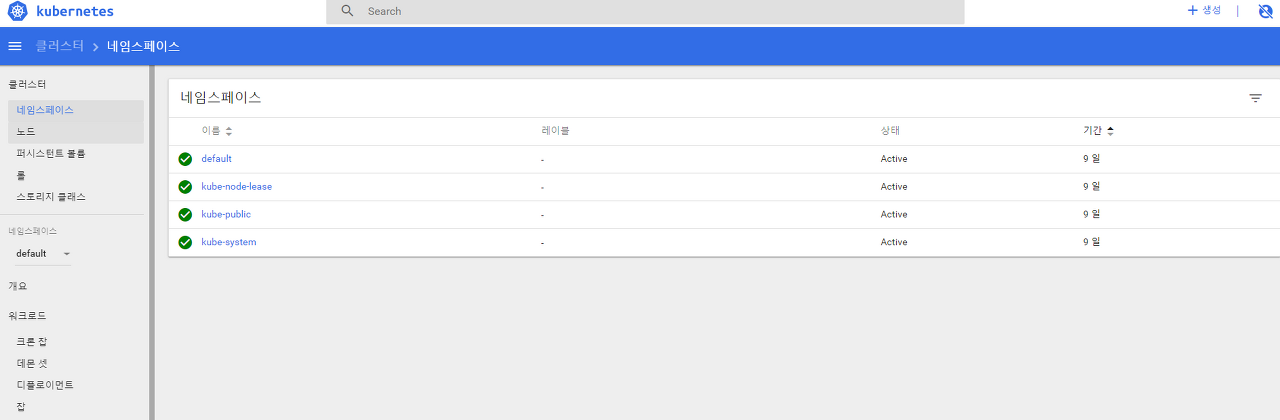 kubernetes
Search
+ 생성 |
클러스터 > 네임스페이스
클러스터
네임스페이스
노드
퍼시스턴트 볼륨
롤
스토리지 클래스
네임스페이스
default
개요
워크로드
크론 잡
데몬 셋
디플로이먼트
잡
네임스페이스
이름 레이블 상태 기간
default - Active 9 일
kube-node-lease - Active 9 일
kube-public - Active 9 일
kube-system - Active 9 일